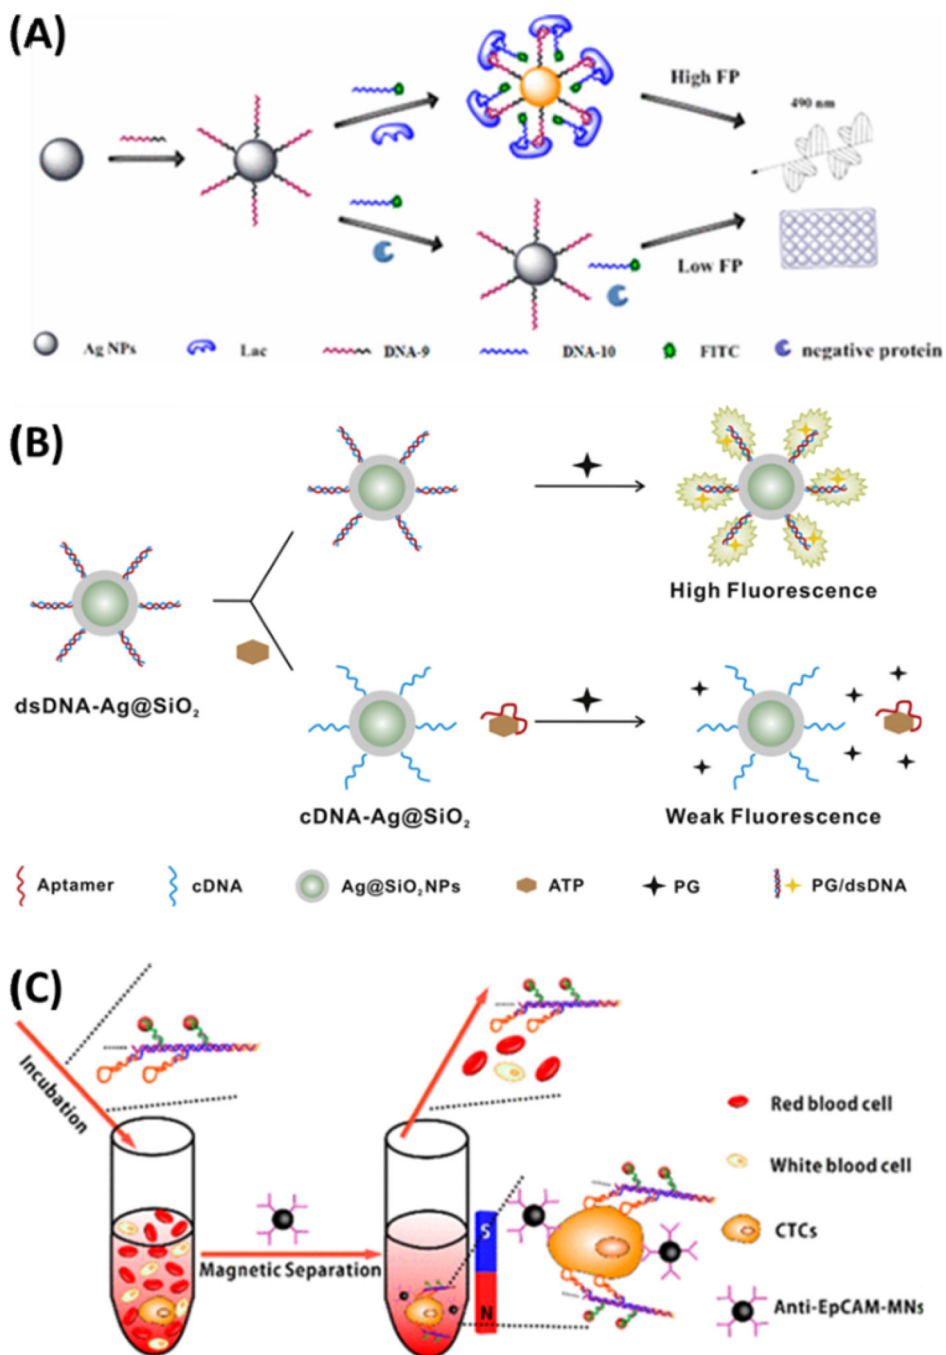 (A)
High FP
490 nm
Low FP
Ag NPs Lac DNA-9 DNA-10 FITC negative protein
(B)
High Fluorescence
dsDNA-Ag@SiO₂
cDNA-Ag@SiO₂
Weak Fluorescence
Aptamer cDNA Ag@SiO₂NPs ATP PG PG/dsDNA
(C)
Incubation
Red blood cell
White blood cell
S
CTCs
Magnetic Separation
N
Anti-EpCAM-MNs